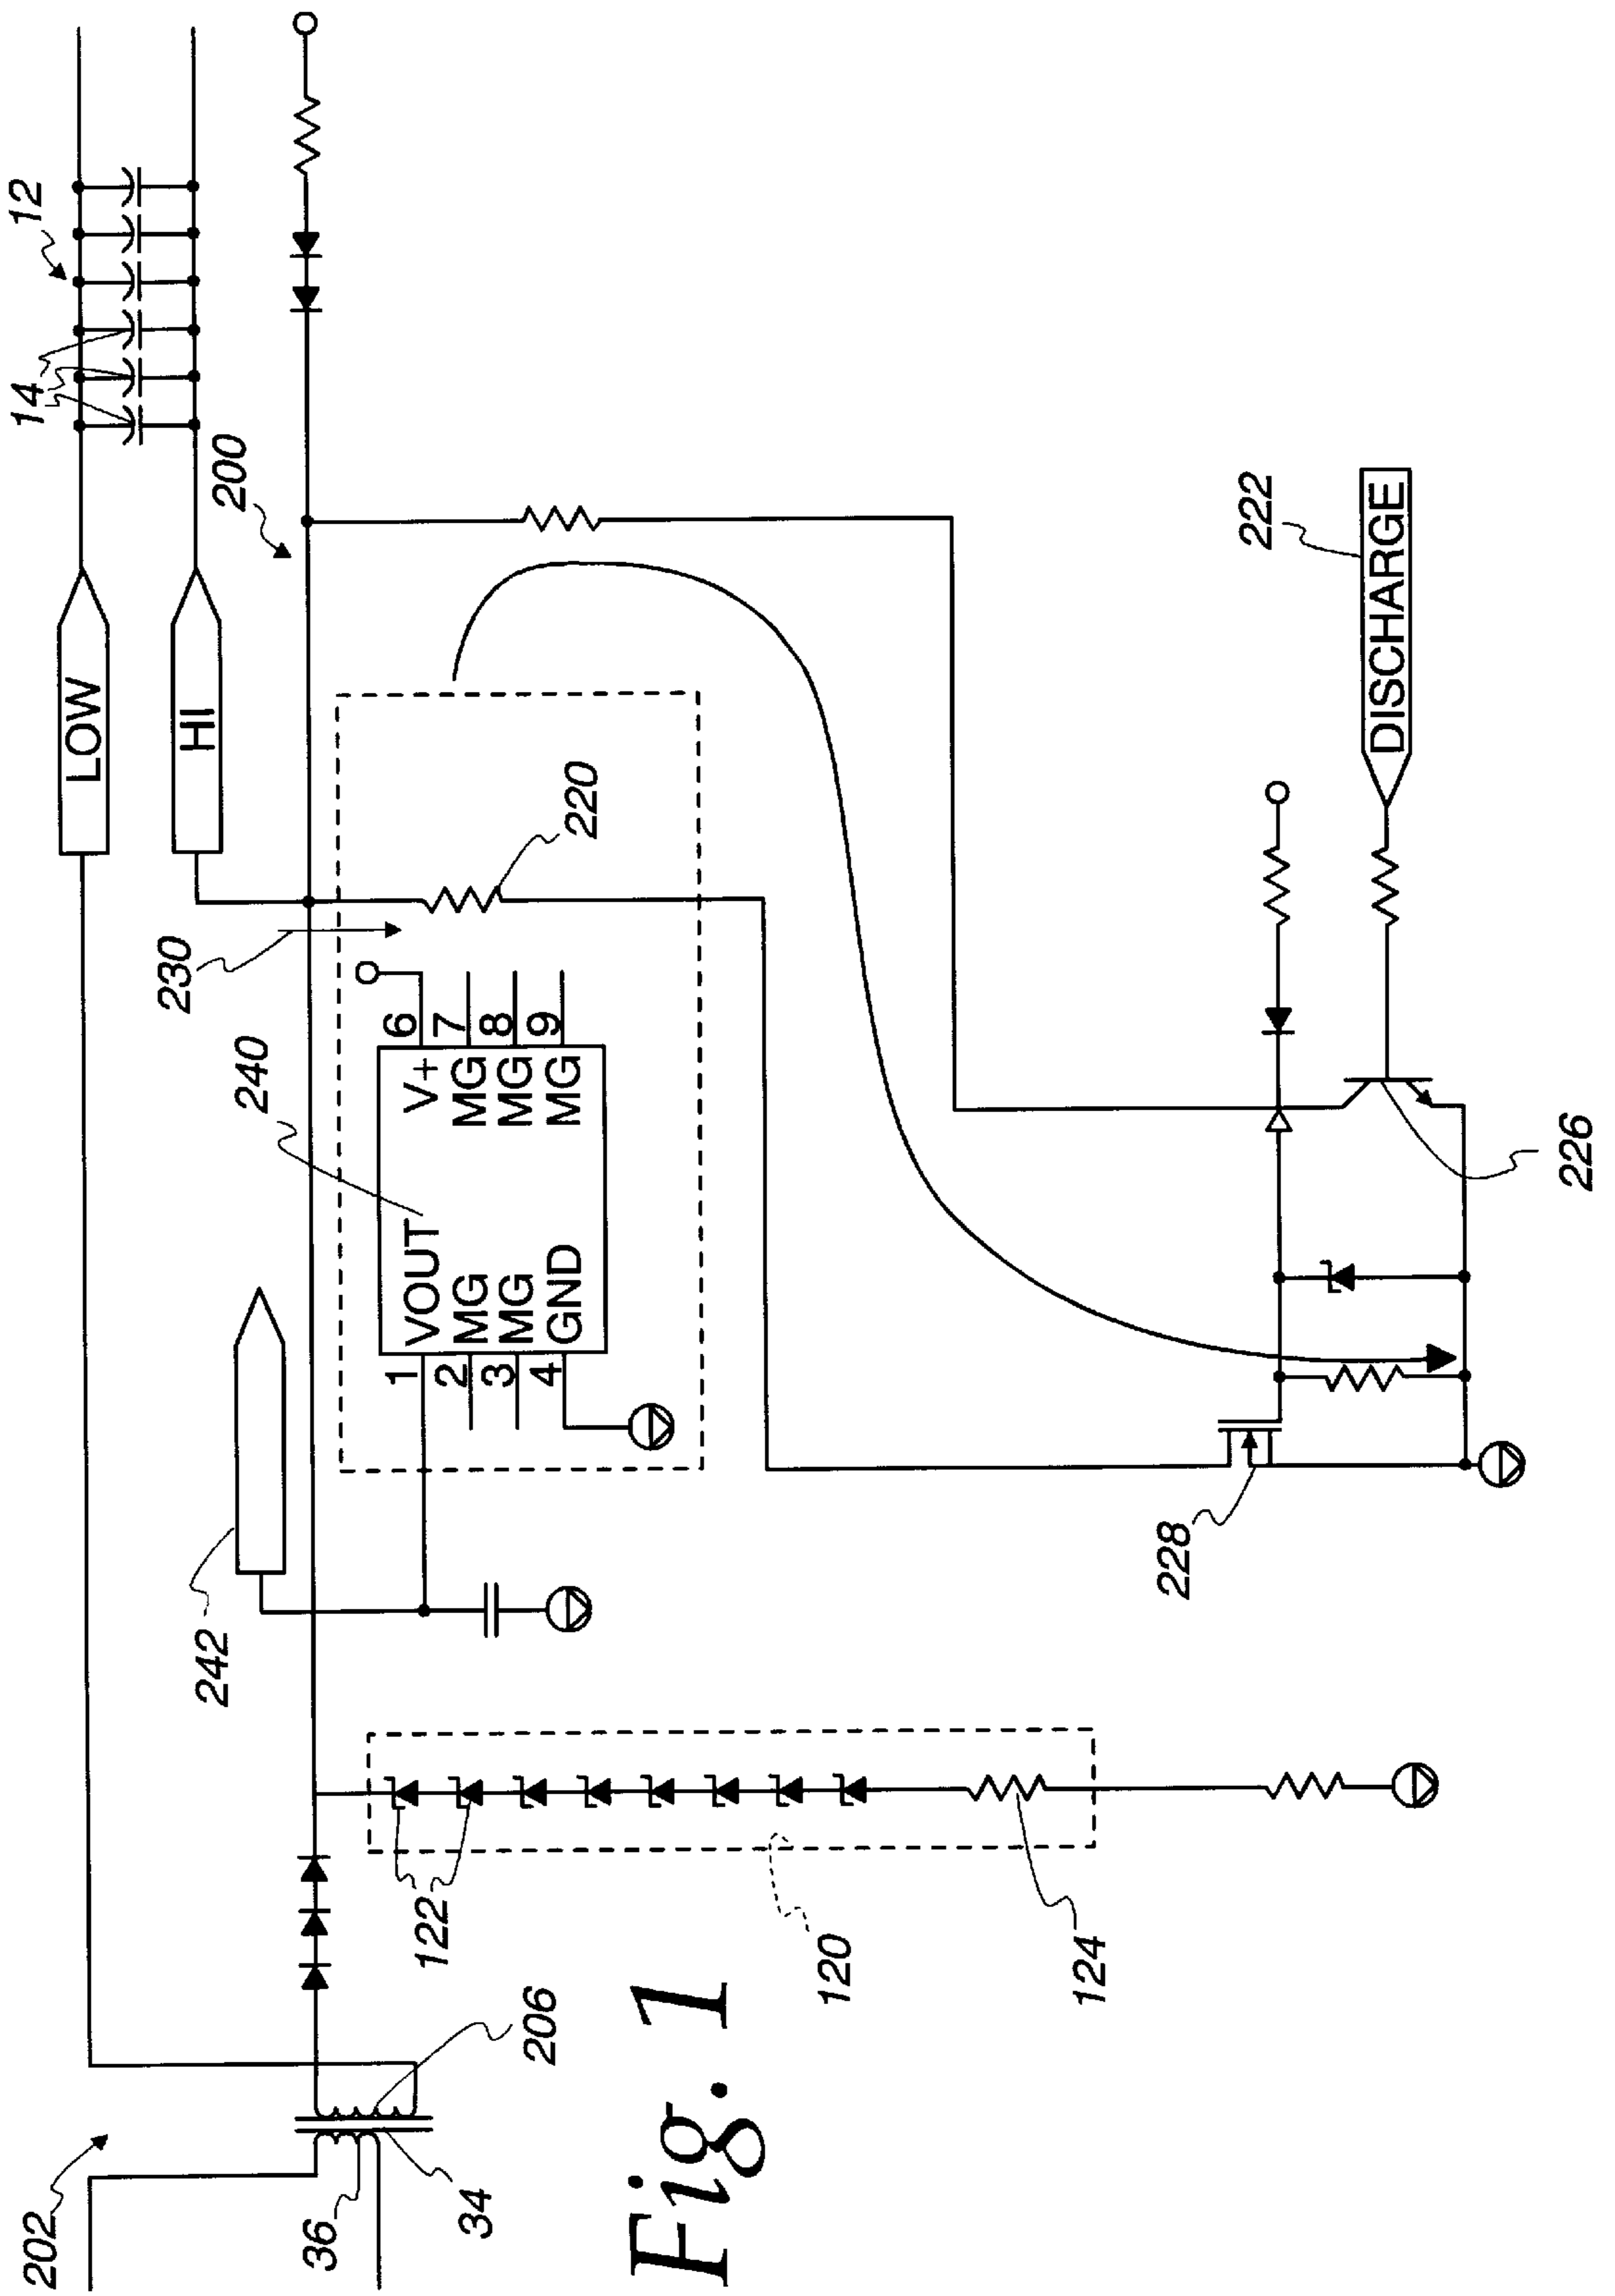 12
14
LOW
HI
200
220
230
240
6 V+
7 MG
8 MG
9 MG
1 VOUT
2 MG
3 MG
4 GND
242
222
DISCHARGE
226
228
122
120
124
206
202
36
34
Fig. 1